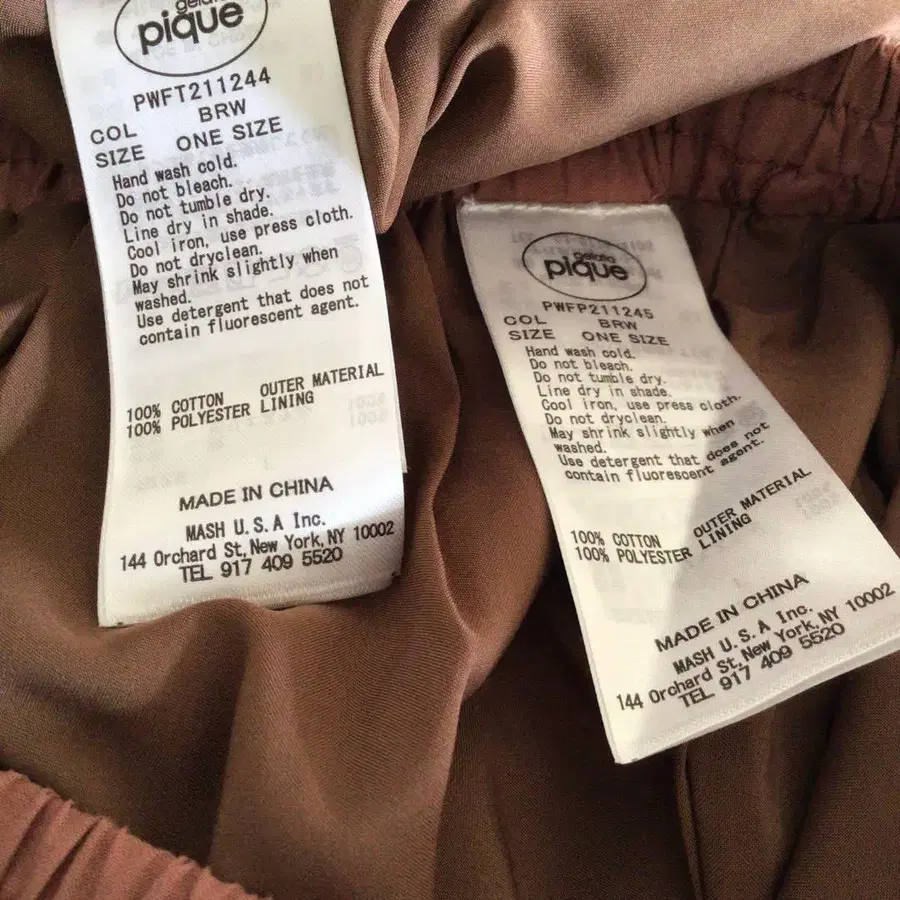 gelato
pique
PWFT211244
COL BRW
SIZE ONE SIZE
Hand wash cold.
Do not bleach.
Do not tumble dry.
Line dry in shade.
Cool iron, use press cloth.
Do not dryclean.
May shrink slightly when
washed.
Use detergent that does not
contain fluorescent agent.
100% COTTON OUTER MATERIAL
100% POLYESTER LINING
MADE IN CHINA
MASH U.S.A Inc.
144 Orchard St, New York, NY 10002
TEL 917 409 5520
gelato
pique
PWFP211245
COL BRW
SIZE ONE SIZE
Hand wash cold.
Do not bleach.
Do not tumble dry.
Line dry in shade.
Cool iron, use press cloth.
Do not dryclean.
May shrink slightly when
washed.
Use detergent that does not
contain fluorescent agent.
100% COTTON OUTER MATERIAL
100% POLYESTER LINING
MADE IN CHINA
MASH U.S.A Inc.
144 Orchard St, New York, NY 10002
TEL 917 409 5520